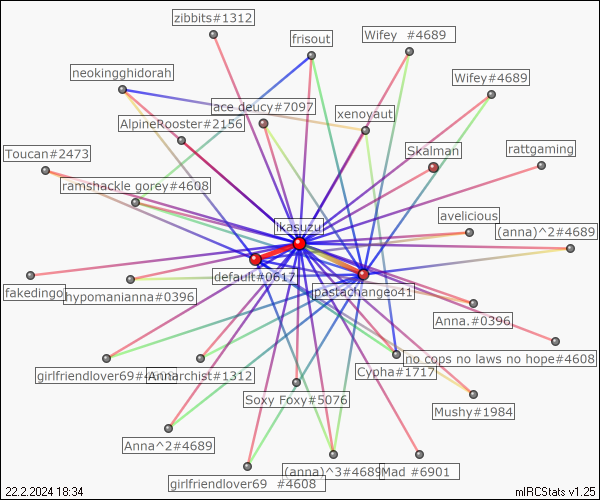 zibbits#1312
frisout
Wifey #4689
neokingghidorah
Wifey#4689
ace deucy#7097
xenoyaut
AlpineRooster#2156
Toucan#2473
Skalman
rattgaming
ramshackle gorey#4608
avelicious
ikasuzu
(anna)^2#4689
default#0617
fakedingo
hypomanianna#0396
pastachangeo41
Anna.#0396
no cops no laws no hope#4608
girlfriendlover69#4608
Annarchist#1312
Cypha#1717
Soxy Foxy#5076
Mushy#1984
Anna^2#4689
(anna)^3#4689
Mad #6901
girlfriendlover69 #4608
22.2.2024 18:34
mIRCStats v1.25